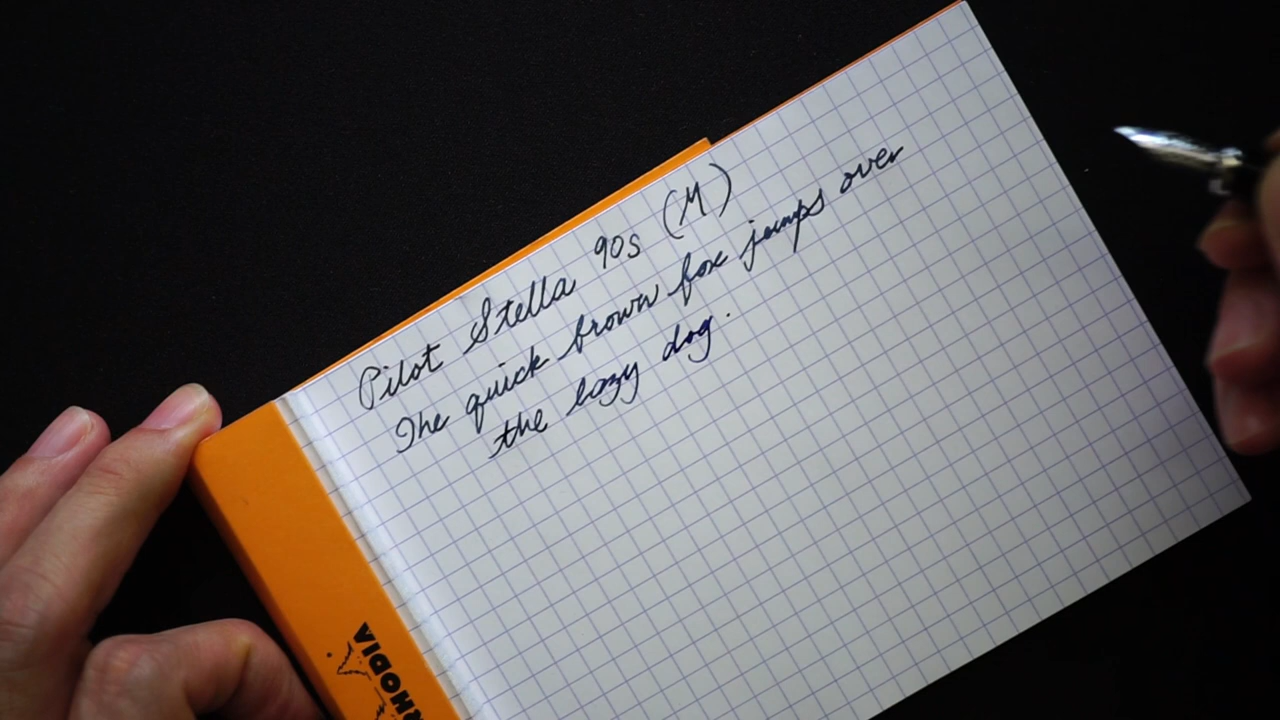 Pilot Stella 90s (M)
The quick brown fox jumps over
the lazy dog.
RHODIA